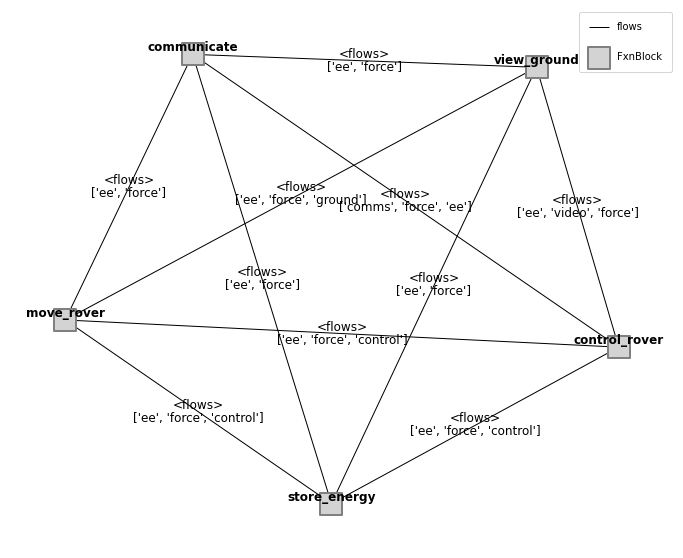 communicate
<flows>
['ee', 'force']
view_ground
flows
FxnBlock
<flows>
['ee', 'force']
<flows>
['ee', 'force', 'ground']
<flows>
['comms', 'force', 'ee']
<flows>
['ee', 'video', 'force']
<flows>
['ee', 'force']
<flows>
['ee', 'force']
move_rover
<flows>
['ee', 'force', 'control']
control_rover
<flows>
['ee', 'force', 'control']
<flows>
['ee', 'force', 'control']
store_energy